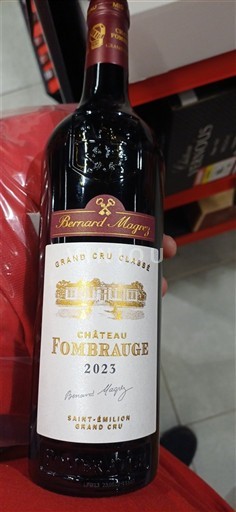 Bernard Magrez
GRAND CRU CLASSÉ
CHÂTEAU
FOMBRAUGE
2023
Bernard Magrez
SAINT-ÉMILION
GRAND CRU